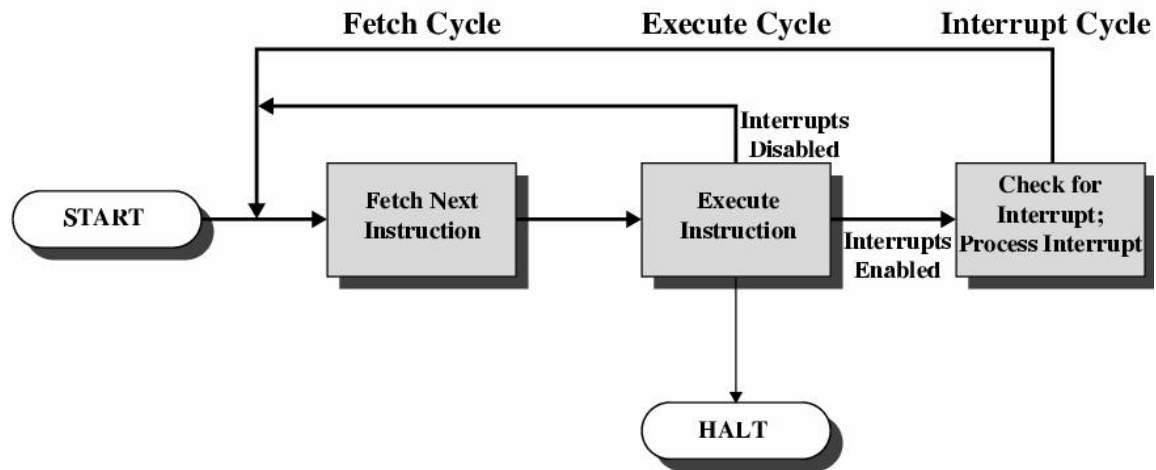 Fetch Cycle
Execute Cycle
Interrupt Cycle
Interrupts
Disabled
START
Fetch Next
Instruction
Execute
Instruction
Check for
Interrupt;
Process Interrupt
Interrupts
Enabled
HALT